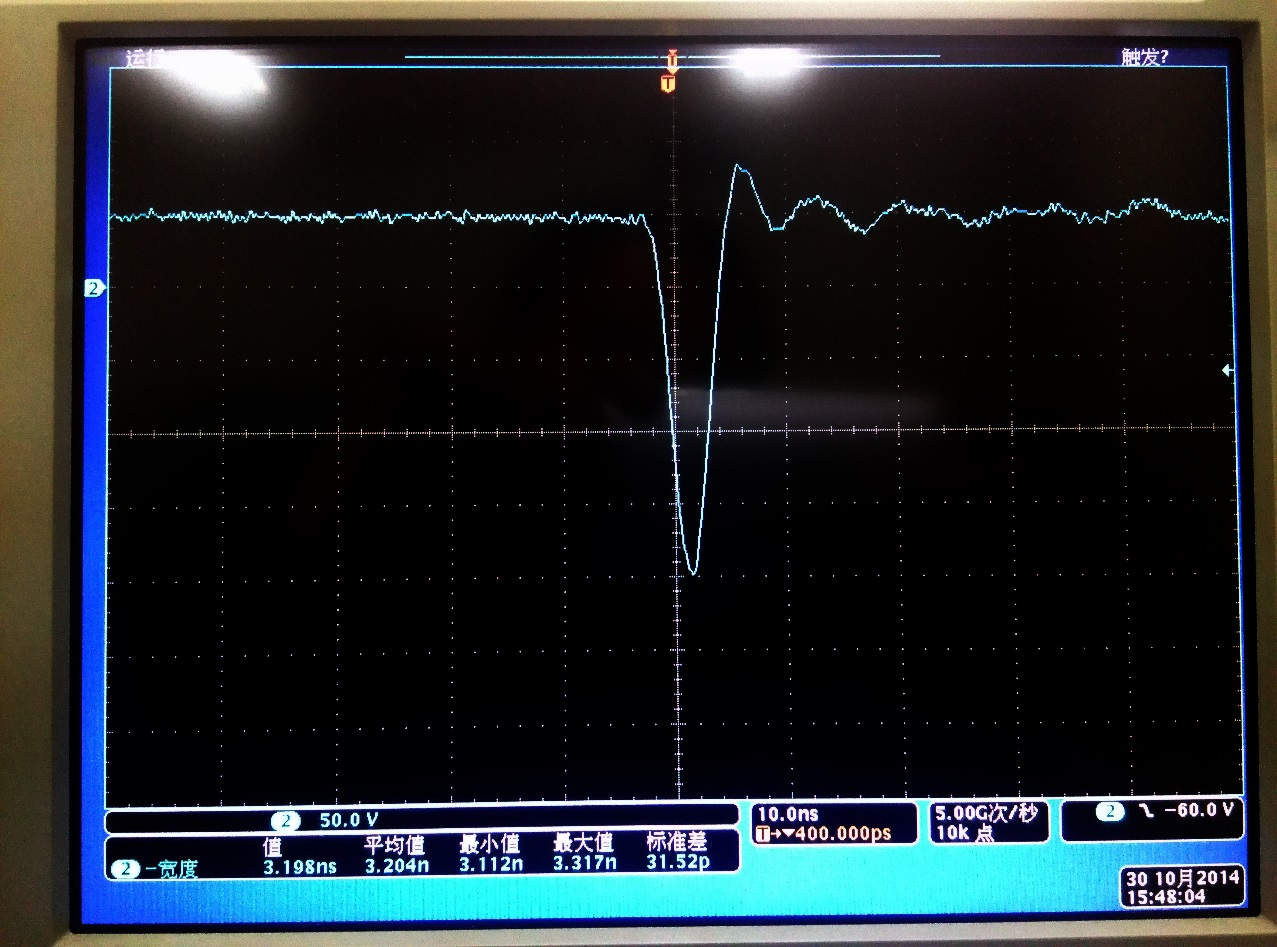 运行
触发?
T
T
2
2 50.0 V
值 平均值 最小值 最大值 标准差
2 -宽度 3.198ns 3.204n 3.112n 3.317n 31.52p
10.0ns
T→▼400.000ps
5.00G次/秒
10k 点
2 -60.0 V
30 10月 2014
15:48:04